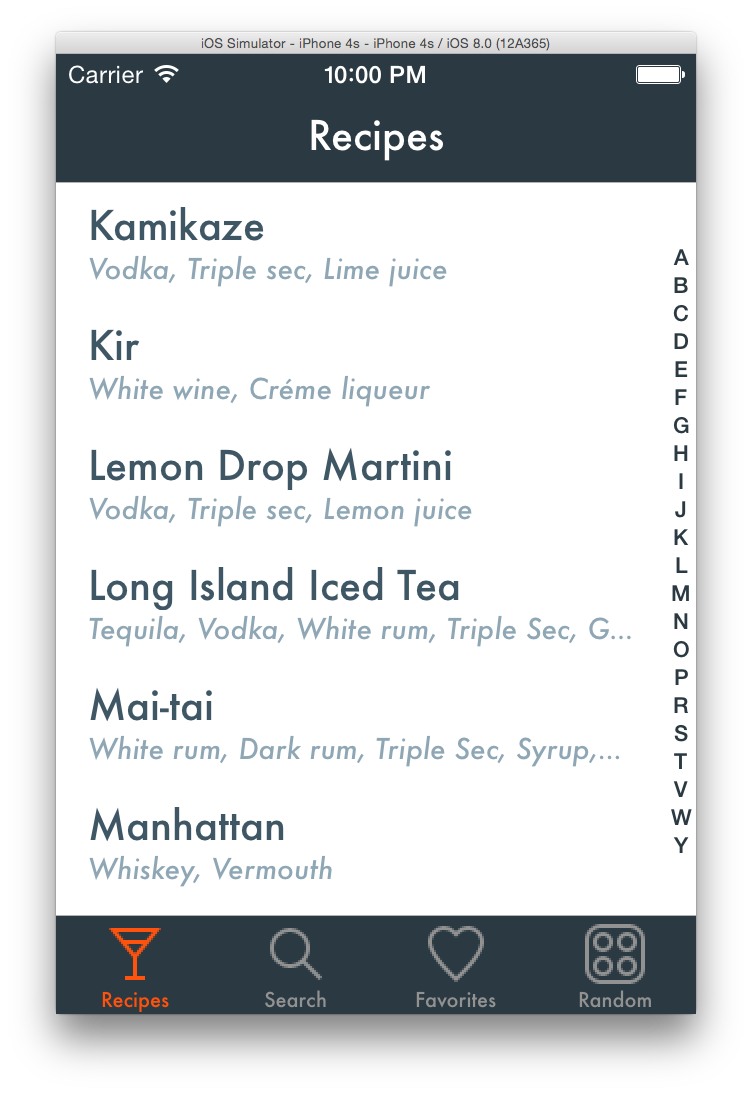 iOS Simulator - iPhone 4s - iPhone 4s / iOS 8.0 (12A365)
Carrier 10:00 PM
Recipes
Kamikaze
Vodka, Triple sec, Lime juice
Kir
White wine, Créme liqueur
Lemon Drop Martini
Vodka, Triple sec, Lemon juice
Long Island Iced Tea
Tequila, Vodka, White rum, Triple Sec, G...
Mai-tai
White rum, Dark rum, Triple Sec, Syrup,...
Manhattan
Whiskey, Vermouth
A
B
C
D
E
F
G
H
I
J
K
L
M
N
O
P
R
S
T
V
W
Y
Recipes Search Favorites Random